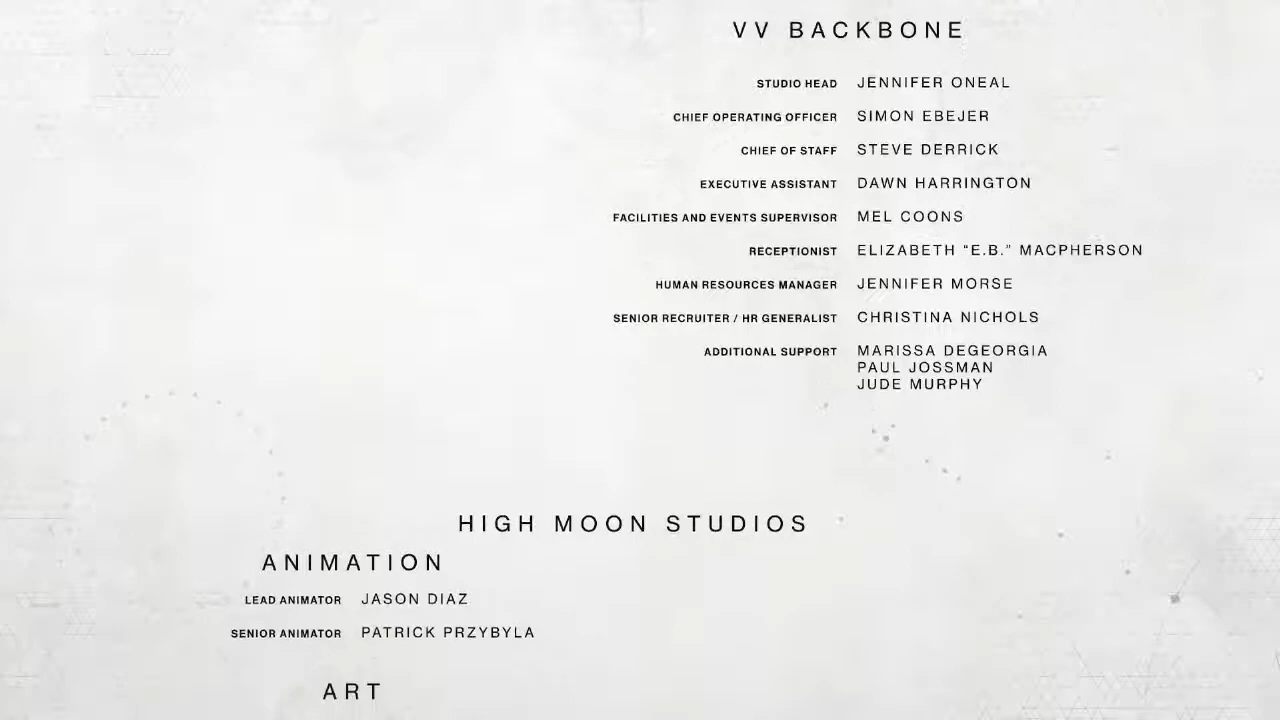 VV BACKBONE
STUDIO HEAD JENNIFER ONEAL
CHIEF OPERATING OFFICER SIMON EBEJER
CHIEF OF STAFF STEVE DERRICK
EXECUTIVE ASSISTANT DAWN HARRINGTON
FACILITIES AND EVENTS SUPERVISOR MEL COONS
RECEPTIONIST ELIZABETH “E.B.” MACPHERSON
HUMAN RESOURCES MANAGER JENNIFER MORSE
SENIOR RECRUITER / HR GENERALIST CHRISTINA NICHOLS
ADDITIONAL SUPPORT MARISSA DEGEORGIA
PAUL JOSSMAN
JUDE MURPHY
HIGH MOON STUDIOS
ANIMATION
LEAD ANIMATOR JASON DIAZ
SENIOR ANIMATOR PATRICK PRZYBYLA
ART